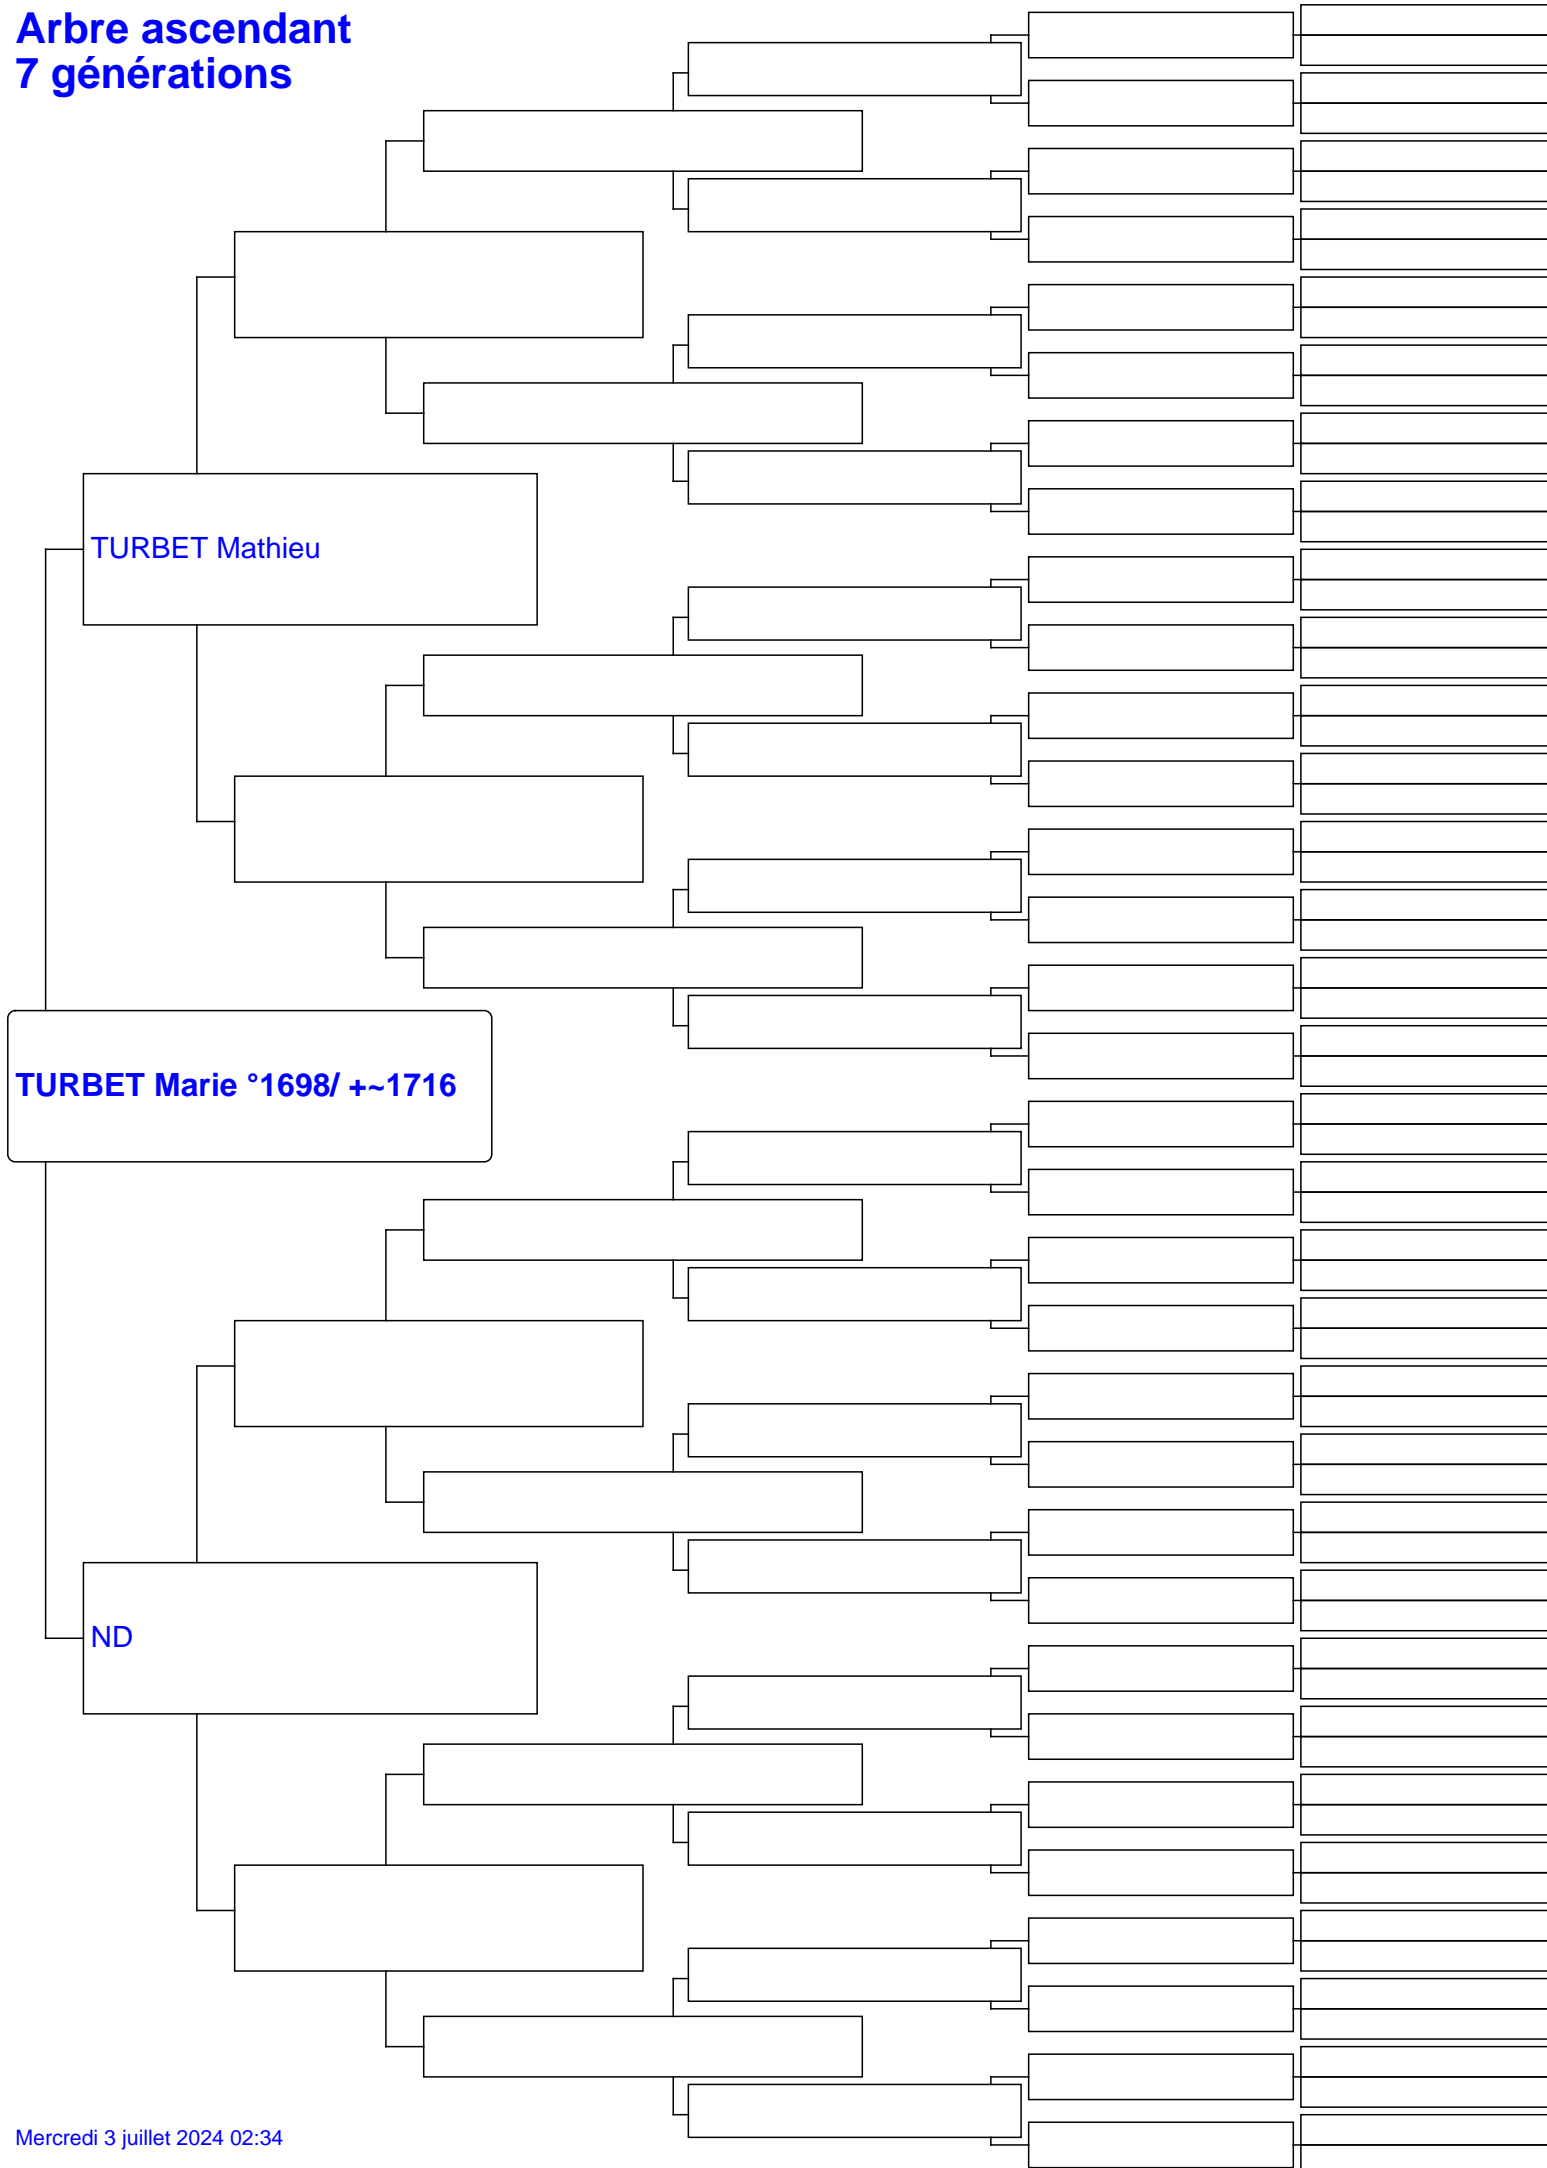 Arbre ascendant
7 générations
TURBET Mathieu
TURBET Marie °1698/ +~1716
ND
Mercredi 3 juillet 2024 02:34